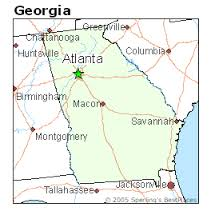 Georgia
Chattanooga
Greenville
Huntsville
Columbia
Atlanta
Birmingham
Macon
Savannah
Montgomery
Tallahassee
Jacksonville
© 2005 Sperling's BestPlaces